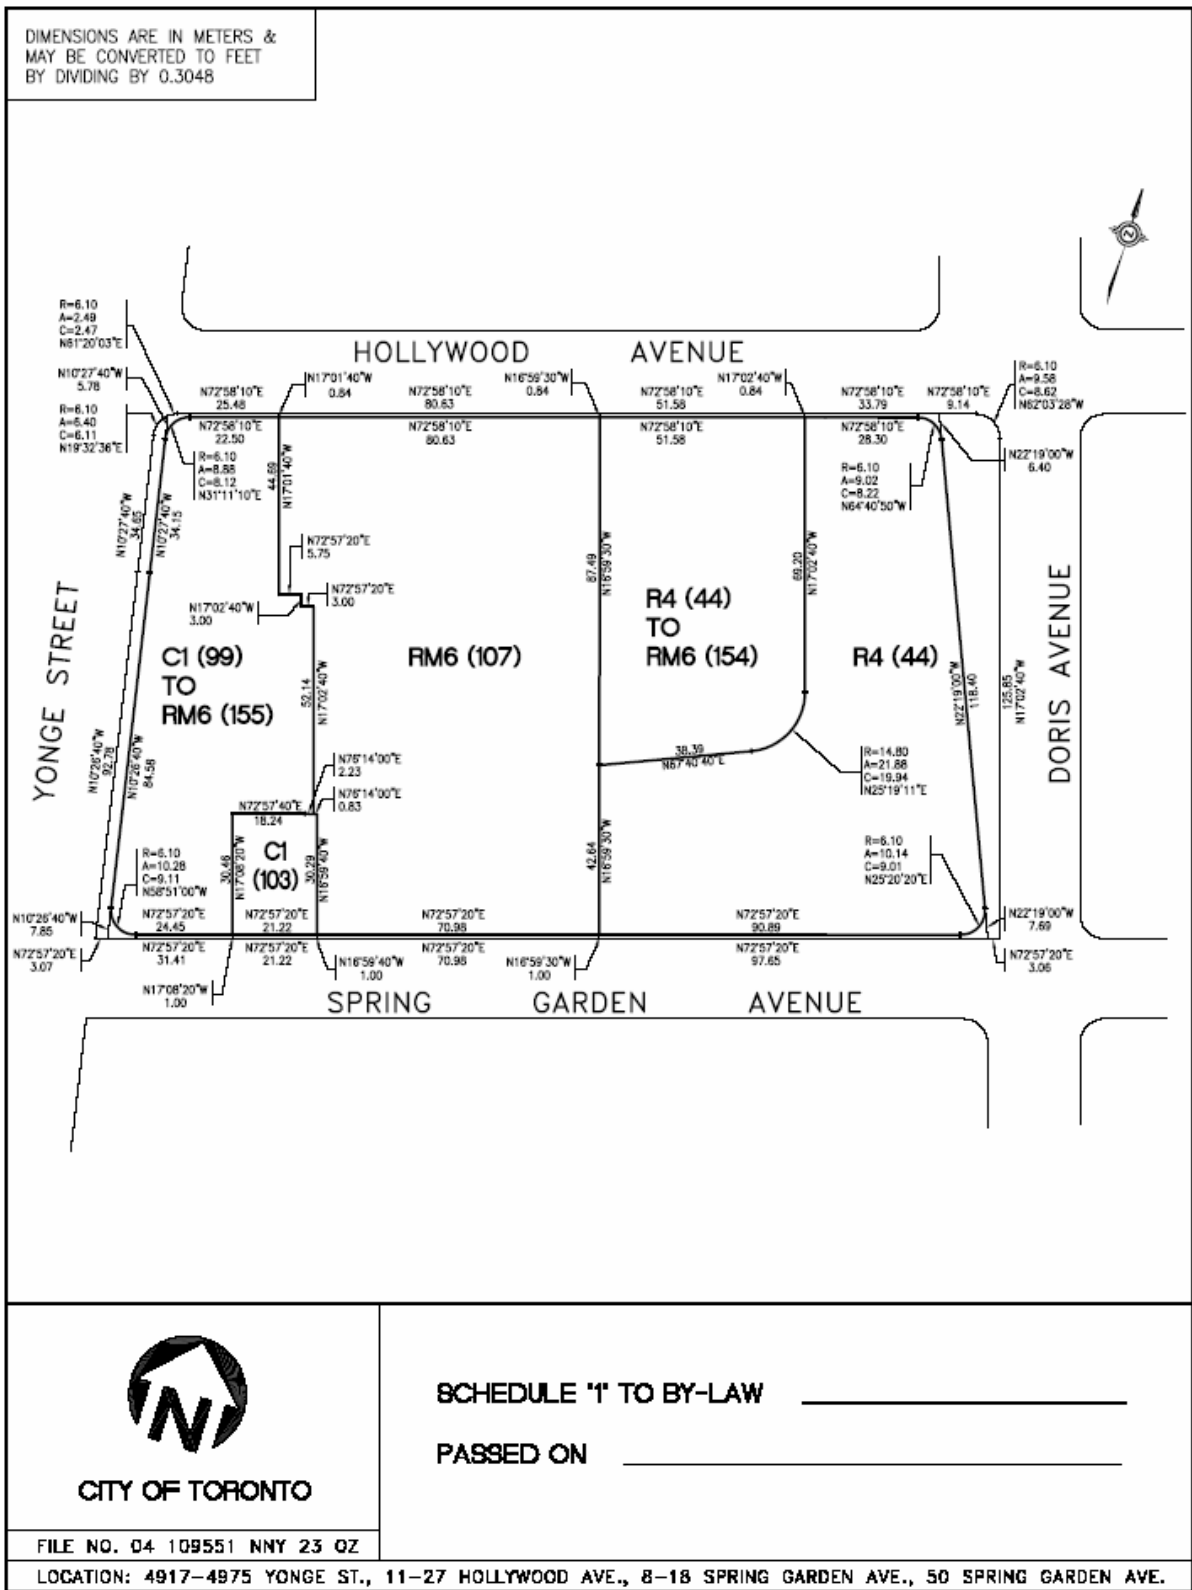 DIMENSIONS ARE IN METERS &
MAY BE CONVERTED TO FEET
BY DIVIDING BY 0.3048
R=6.10
A=2.49
C=2.47
N61°20'03"E
N10°27'40"W
5.78
R=6.10
A=6.40
C=6.11
N19°32'36"E
HOLLYWOOD AVENUE
N72°58'10"E
25.48
N17°01'40"W
0.84
N72°58'10"E
80.63
N16°59'30"W
0.84
N72°58'10"E
51.58
N17°02'40"W
0.84
N72°58'10"E
33.79
N72°58'10"E
9.14
R=6.10
A=9.58
C=8.62
N62°03'28"W
N72°58'10"E
22.50
N72°58'10"E
80.63
N72°58'10"E
51.58
N72°58'10"E
28.30
N22°19'00"W
6.40
R=6.10
A=8.88
C=8.12
N31°11'10"E
R=6.10
A=9.02
C=8.22
N64°40'50"W
N10°27'40"W
34.65
N10°27'40"W
34.15
44.69
N17°01'40"W
N72°57'20"E
5.75
N72°57'20"E
3.00
N17°02'40"W
3.00
87.49
N16°59'30"W
69.20
N17°02'40"W
YONGE STREET
C1 (99)
TO
RM6 (155)
RM6 (107)
R4 (44)
TO
RM6 (154)
R4 (44)
DORIS AVENUE
52.14
N17°02'40"W
N22°19'00"W
118.40
125.85
N17°02'40"W
N10°26'40"W
92.78
N10°26'40"W
84.58
N76°14'00"E
2.23
N76°14'00"E
0.83
38.39
N67°40'40"E
R=14.80
A=21.88
C=19.94
N25°19'11"E
N72°57'40"E
18.24
C1
(103)
30.46
N17°08'20"W
30.29
N16°59'40"W
42.64
N16°59'30"W
R=6.10
A=10.28
C=9.11
N58°51'00"W
R=6.10
A=10.14
C=9.01
N25°20'20"E
N10°26'40"W
7.85
N72°57'20"E
24.45
N72°57'20"E
21.22
N72°57'20"E
70.98
N72°57'20"E
90.89
N22°19'00"W
7.69
N72°57'20"E
3.07
N72°57'20"E
31.41
N72°57'20"E
21.22
N16°59'40"W
1.00
N72°57'20"E
70.98
N16°59'30"W
1.00
N72°57'20"E
97.65
N72°57'20"E
3.06
N17°08'20"W
1.00
SPRING GARDEN AVENUE
N
CITY OF TORONTO
SCHEDULE "1" TO BY-LAW
PASSED ON
FILE NO. 04 109551 NNY 23 OZ
LOCATION: 4917-4975 YONGE ST., 11-27 HOLLYWOOD AVE., 8-18 SPRING GARDEN AVE., 50 SPRING GARDEN AVE.